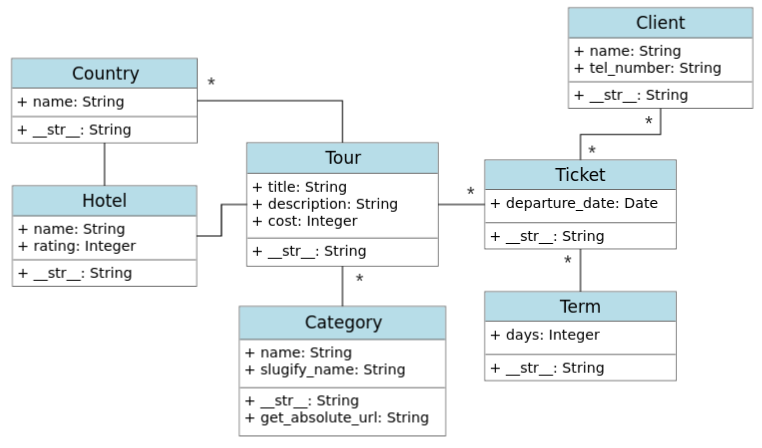 Client
+ name: String
+ tel_number: String
+ __str__: String
*
*
Country
+ name: String
+ __str__: String
*
Hotel
+ name: String
+ rating: Integer
+ __str__: String
Tour
+ title: String
+ description: String
+ cost: Integer
+ __str__: String
*
*
Ticket
+ departure_date: Date
+ __str__: String
*
Category
+ name: String
+ slugify_name: String
+ __str__: String
+ get_absolute_url: String
Term
+ days: Integer
+ __str__: String